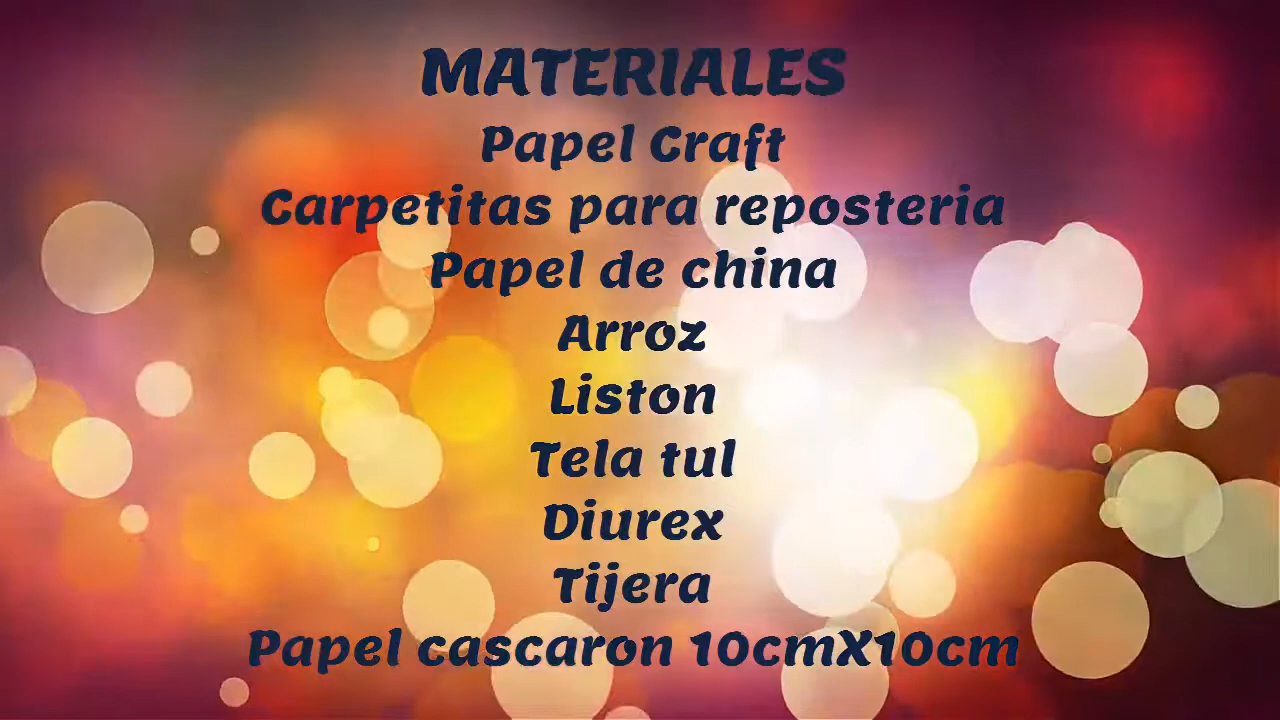 MATERIALES
Papel Craft
Carpetitas para reposteria
Papel de china
Arroz
Liston
Tela tul
Diurex
Tijera
Papel cascaron 10cmX10cm